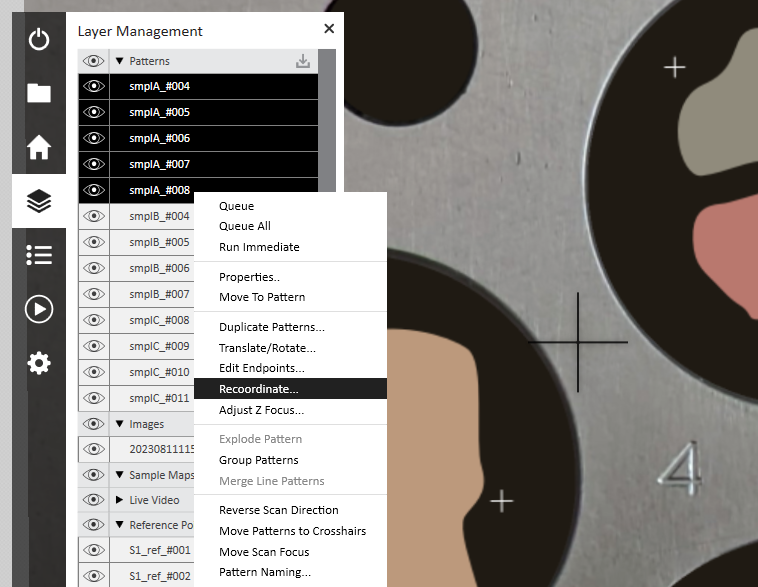 Layer Management
Patterns
smplA_#004
smplA_#005
smplA_#006
smplA_#007
smplA_#008
smplB_#004
smplB_#005
smplB_#006
smplB_#007
smplC_#008
smplC_#009
smplC_#010
smplC_#011
Images
20230811115
Sample Maps
Live Video
Reference Po
S1_ref_#001
S1_ref_#002
Queue
Queue All
Run Immediate
Properties..
Move To Pattern
Duplicate Patterns...
Translate/Rotate...
Edit Endpoints...
Recoordinate...
Adjust Z Focus...
Explode Pattern
Group Patterns
Merge Line Patterns
Reverse Scan Direction
Move Patterns to Crosshairs
Move Scan Focus
Pattern Naming...
4